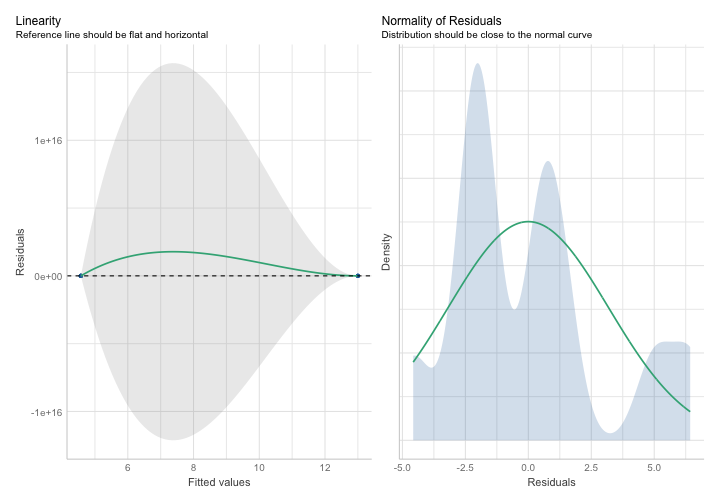 Linearity
Reference line should be flat and horizontal
Residuals
1e+16
0e+00
-1e+16
6
8
10
12
Fitted values
Normality of Residuals
Distribution should be close to the normal curve
Density
-5.0
-2.5
0.0
2.5
5.0
Residuals